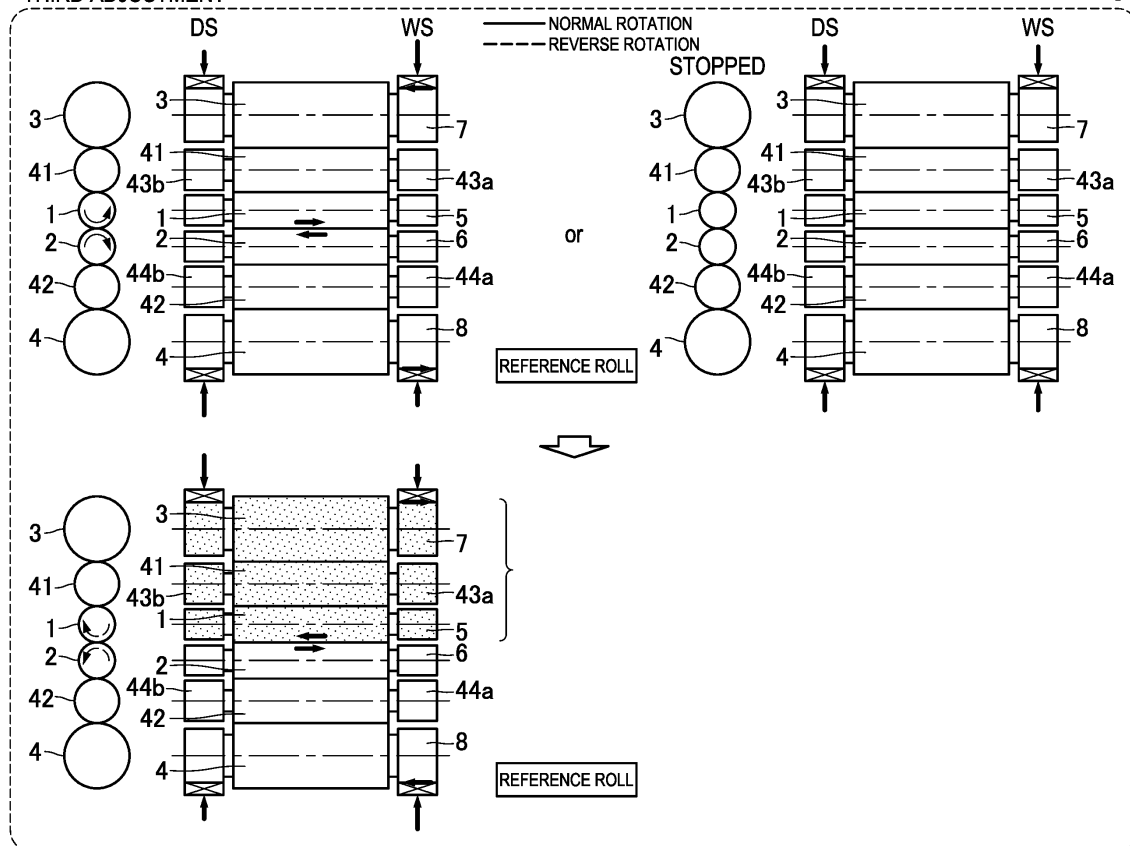 THIRD ADJUSTMENT
DS
WS
NORMAL ROTATION
REVERSE ROTATION
DS
WS
STOPPED
3
3
7
41
41
43b
43a
1
1
5
2
2
6
44b
44a
42
42
8
4
4
REFERENCE ROLL
or
3
3
7
41
41
43b
43a
1
1
5
2
2
6
44b
44a
42
42
8
4
4
3
3
7
41
41
43b
43a
1
1
5
2
2
6
44b
44a
42
42
8
4
4
REFERENCE ROLL